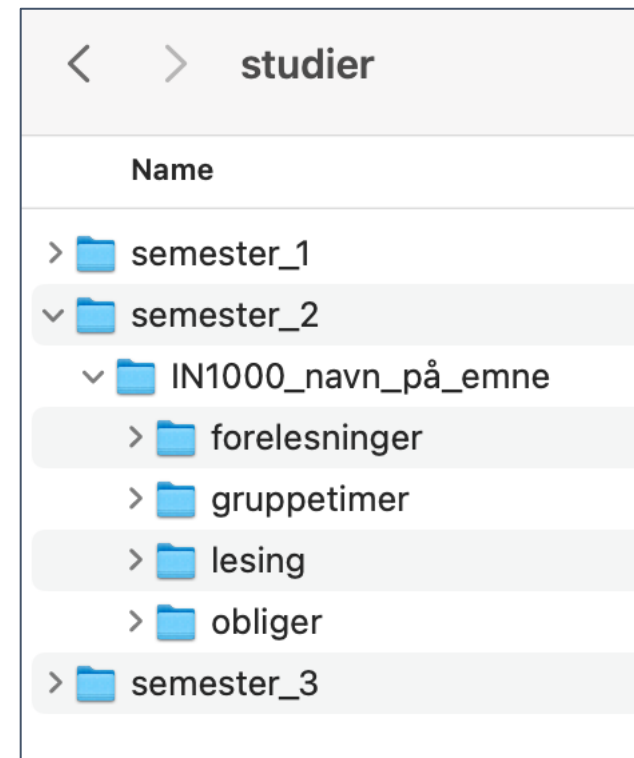 studier
Name
semester_1
semester_2
IN1000_navn_på_emne
forelesninger
gruppetimer
lesing
obliger
semester_3